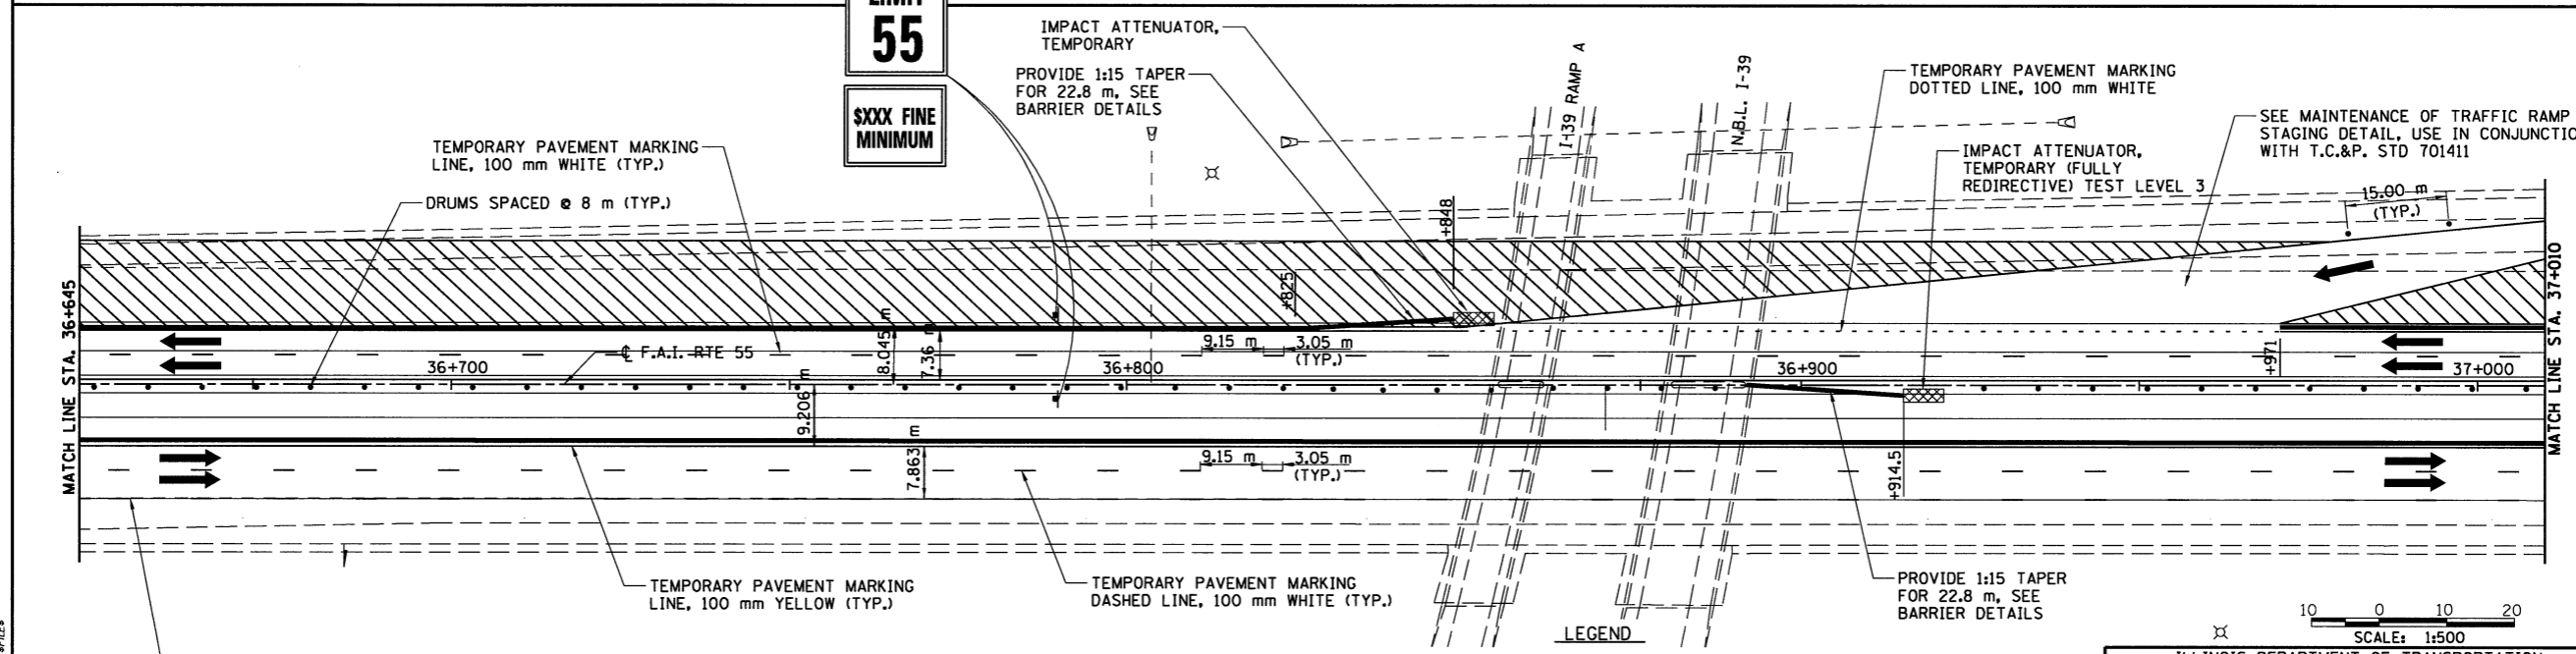 55
$XXX FINE
MINIMUM
IMPACT ATTENUATOR,
TEMPORARY
PROVIDE 1:15 TAPER
FOR 22.8 m, SEE
BARRIER DETAILS
TEMPORARY PAVEMENT MARKING
LINE, 100 mm WHITE (TYP.)
DRUMS SPACED @ 8 m (TYP.)
I-39 RAMP A
N.B.L. I-39
TEMPORARY PAVEMENT MARKING
DOTTED LINE, 100 mm WHITE
IMPACT ATTENUATOR,
TEMPORARY (FULLY
REDIRECTIVE) TEST LEVEL 3
SEE MAINTENANCE OF TRAFFIC RAMP
STAGING DETAIL, USE IN CONJUNCTIO
WITH T.C.&P. STD 701411
15.00 m
(TYP.)
+848
+825
MATCH LINE STA. 36+645
MATCH LINE STA. 37+010
℄ F.A.I. RTE 55
8.045 m
7.36 m
9.15 m
3.05 m
(TYP.)
36+700
36+800
36+900
+971
37+000
9.206 m
7.863 m
9.15 m
3.05 m
(TYP.)
+914.5
TEMPORARY PAVEMENT MARKING
LINE, 100 mm YELLOW (TYP.)
TEMPORARY PAVEMENT MARKING
DASHED LINE, 100 mm WHITE (TYP.)
PROVIDE 1:15 TAPER
FOR 22.8 m, SEE
BARRIER DETAILS
LEGEND
10 0 10 20
SCALE: 1:500